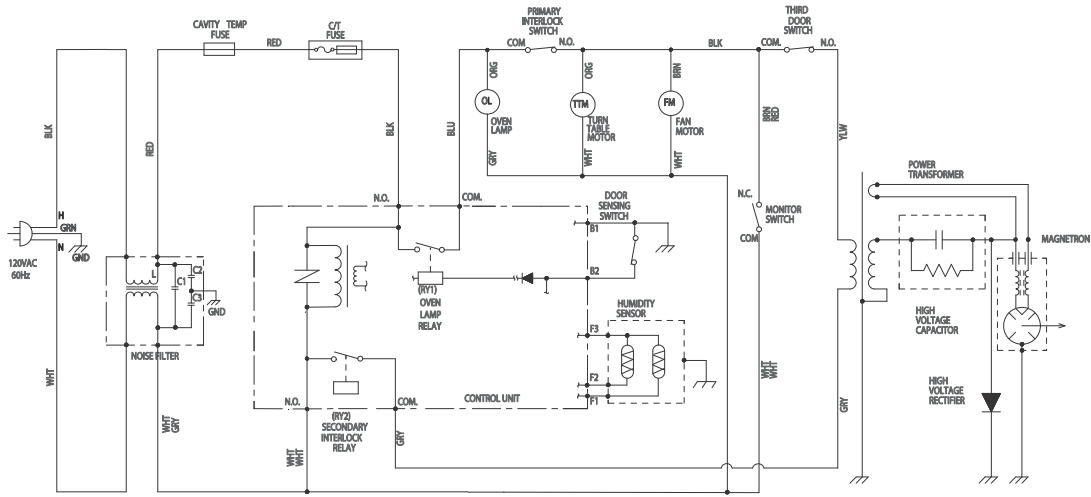 CAVITY TEMP
FUSE
RED
C/T
FUSE
PRIMARY
INTERLOCK
SWITCH
COM
N.O.
BLK
THIRD
DOOR
SWITCH
COM.
N.O.
ORG
ORG
BRN
OL
OVEN
LAMP
TTM
TURN
TABLE
MOTOR
FM
FAN
MOTOR
GRY
WHT
WHT
BLK
RED
BLK
BLU
BRN
RED
YLW
POWER
TRANSFORMER
N.O.
COM.
DOOR
SENSING
SWITCH
N.C.
MONITOR
SWITCH
COM
H
GRN
N
GND
120VAC
60Hz
B1
B2
MAGNETRON
L
C2
C1
C3
GND
NOISE FILTER
(RY1)
OVEN
LAMP
RELAY
HUMIDITY
SENSOR
F3
F2
F1
HIGH
VOLTAGE
CAPACITOR
HIGH
VOLTAGE
RECTIFIER
WHT
WHT
GRY
N.O.
COM.
CONTROL UNIT
(RY2)
SECONDARY
INTERLOCK
RELAY
WHT
WHT
GRY
WHT
WHT
GRY